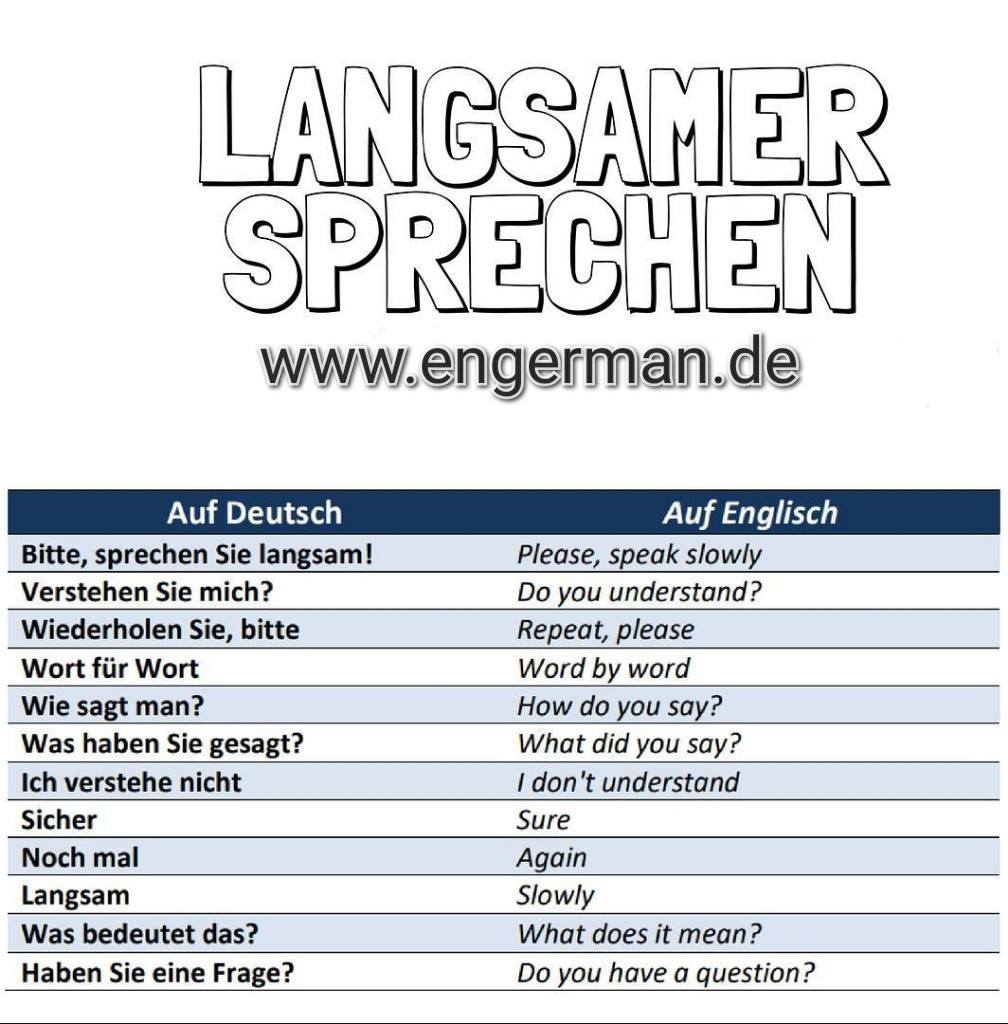 LANGSAMER
SPRECHEN
www.engerman.de
Auf Deutsch Auf Englisch
Bitte, sprechen Sie langsam! Please, speak slowly
Verstehen Sie mich? Do you understand?
Wiederholen Sie, bitte Repeat, please
Wort für Wort Word by word
Wie sagt man? How do you say?
Was haben Sie gesagt? What did you say?
Ich verstehe nicht I don't understand
Sicher Sure
Noch mal Again
Langsam Slowly
Was bedeutet das? What does it mean?
Haben Sie eine Frage? Do you have a question?